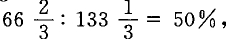 66 2/3 : 133 1/3 = 50%,